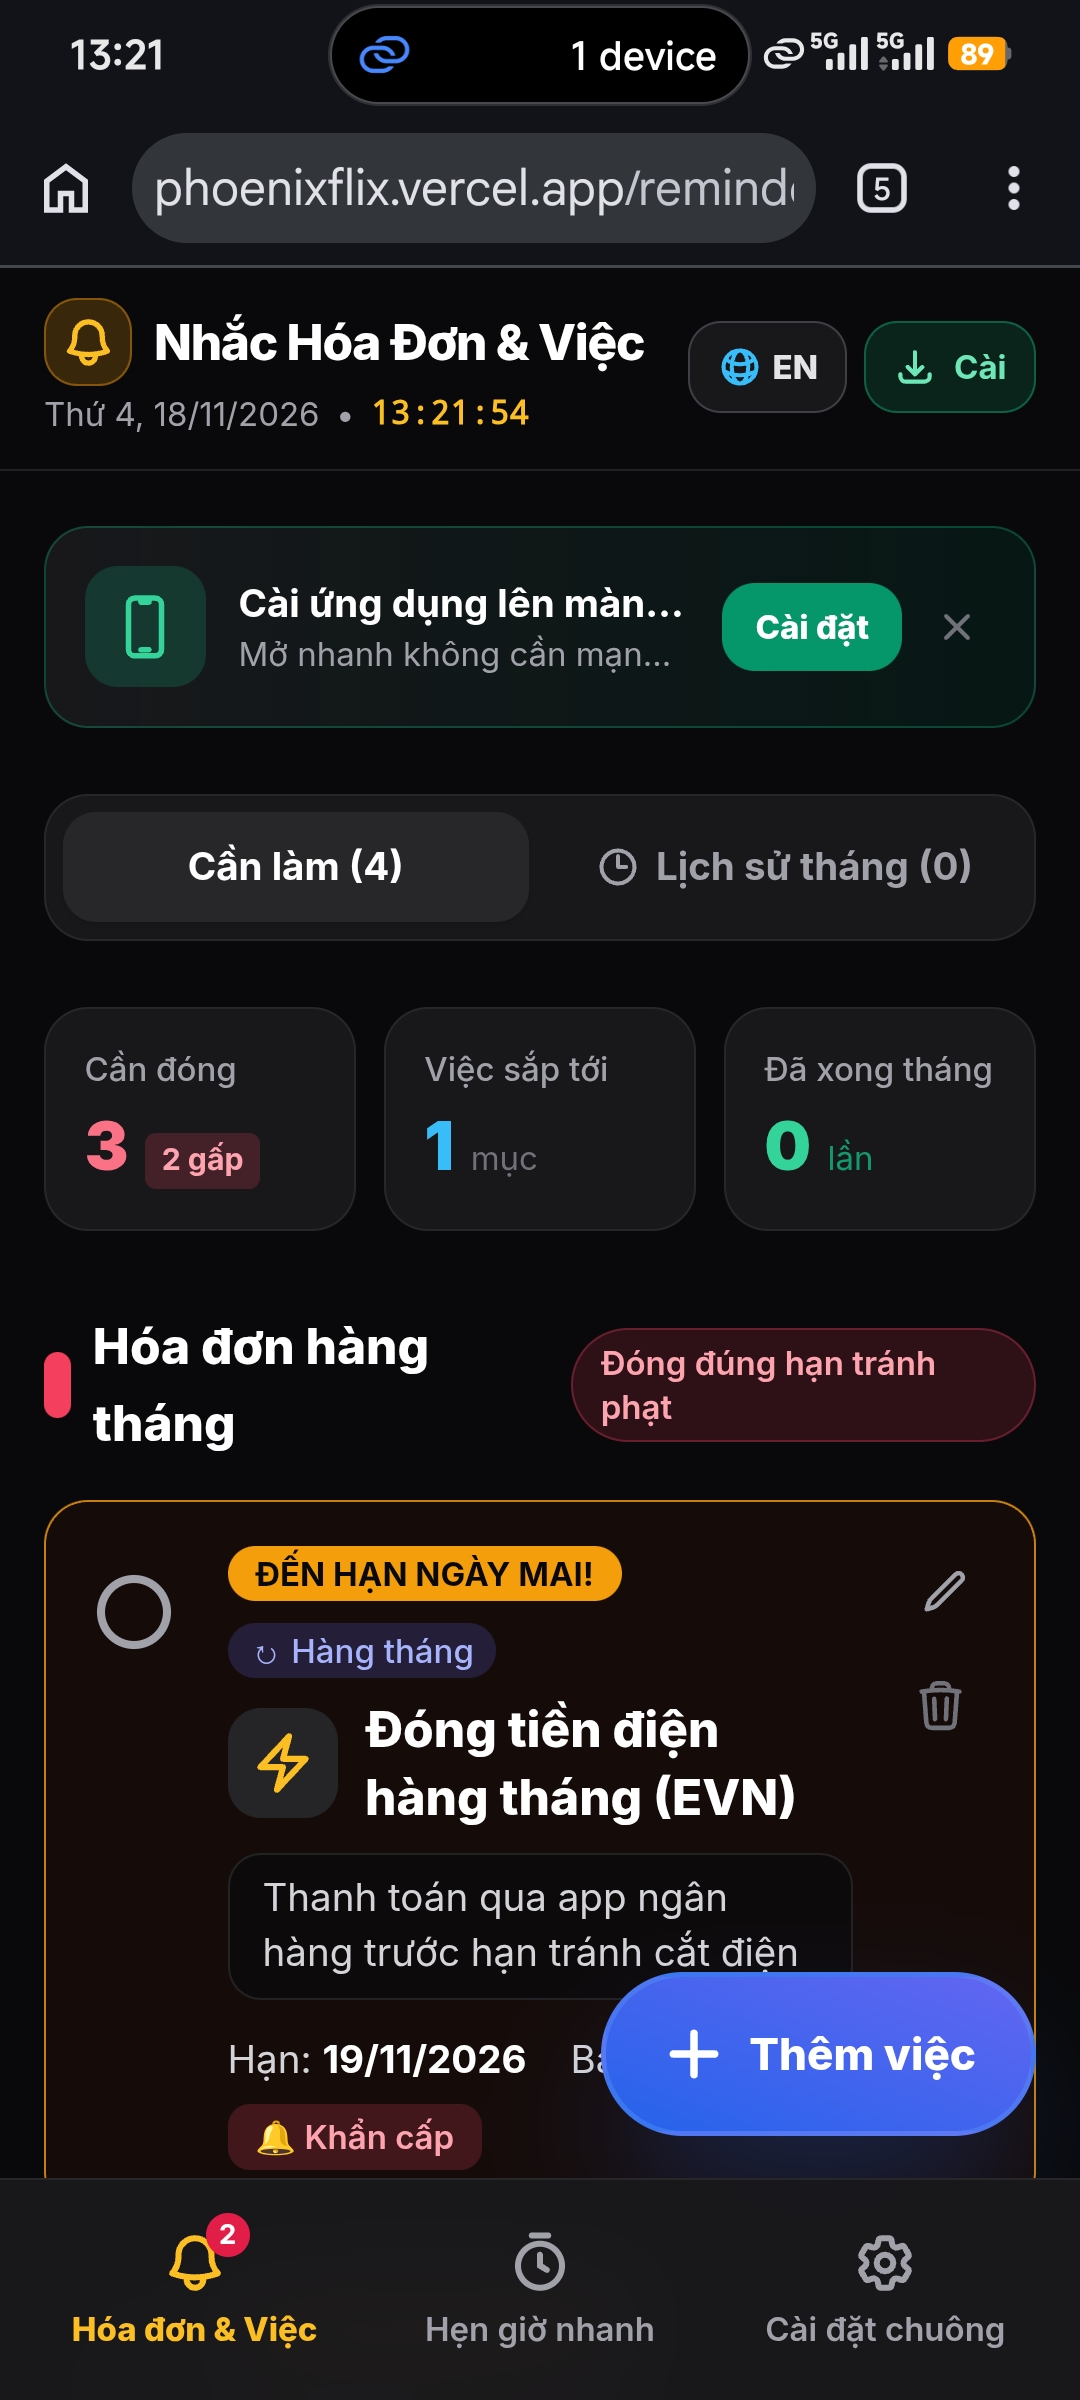 13:21
1 device
5G
5G
89
phoenixflix.vercel.app/remind
5
Nhắc Hóa Đơn & Việc
Thứ 4, 18/11/2026 • 13:21:54
EN
Cài
Cài ứng dụng lên màn...
Mở nhanh không cần mạn...
Cài đặt
Cần làm (4)
Lịch sử tháng (0)
Cần đóng
3 2 gấp
Việc sắp tới
1 mục
Đã xong tháng
0 lần
Hóa đơn hàng
tháng
Đóng đúng hạn tránh
phạt
ĐẾN HẠN NGÀY MAI!
Hàng tháng
Đóng tiền điện
hàng tháng (EVN)
Thanh toán qua app ngân
hàng trước hạn tránh cắt điện
Hạn: 19/11/2026
Thêm việc
Khẩn cấp
2
Hóa đơn & Việc
Hẹn giờ nhanh
Cài đặt chuông